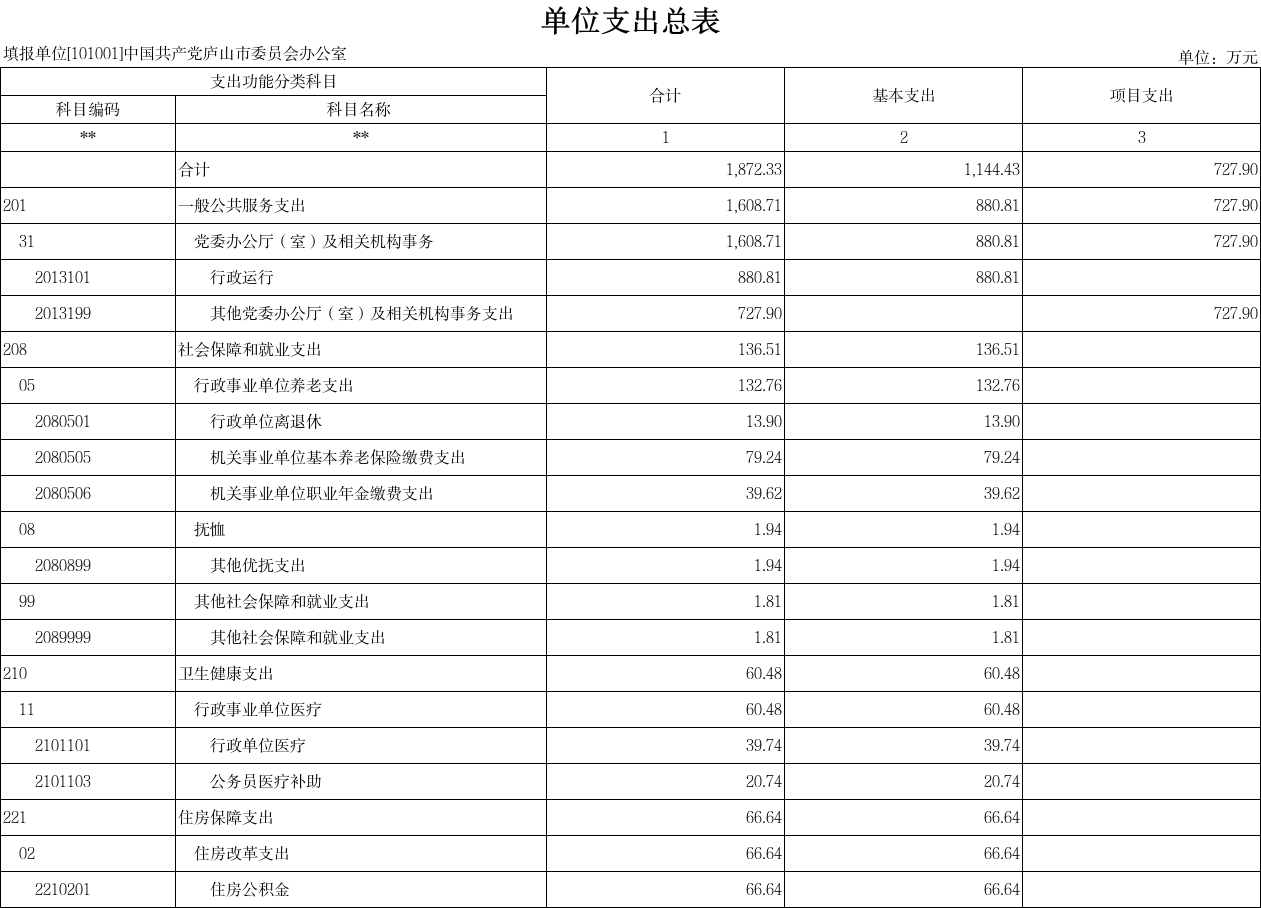 单位支出总表
填报单位[101001]中国共产党庐山市委员会办公室 单位：万元
支出功能分类科目 合计 基本支出 项目支出
科目编码 科目名称
** ** 1 2 3
合计 1,872.33 1,144.43 727.90
201 一般公共服务支出 1,608.71 880.81 727.90
31 党委办公厅（室）及相关机构事务 1,608.71 880.81 727.90
2013101 行政运行 880.81 880.81
2013199 其他党委办公厅（室）及相关机构事务支出 727.90 727.90
208 社会保障和就业支出 136.51 136.51
05 行政事业单位养老支出 132.76 132.76
2080501 行政单位离退休 13.90 13.90
2080505 机关事业单位基本养老保险缴费支出 79.24 79.24
2080506 机关事业单位职业年金缴费支出 39.62 39.62
08 抚恤 1.94 1.94
2080899 其他优抚支出 1.94 1.94
99 其他社会保障和就业支出 1.81 1.81
2089999 其他社会保障和就业支出 1.81 1.81
210 卫生健康支出 60.48 60.48
11 行政事业单位医疗 60.48 60.48
2101101 行政单位医疗 39.74 39.74
2101103 公务员医疗补助 20.74 20.74
221 住房保障支出 66.64 66.64
02 住房改革支出 66.64 66.64
2210201 住房公积金 66.64 66.64